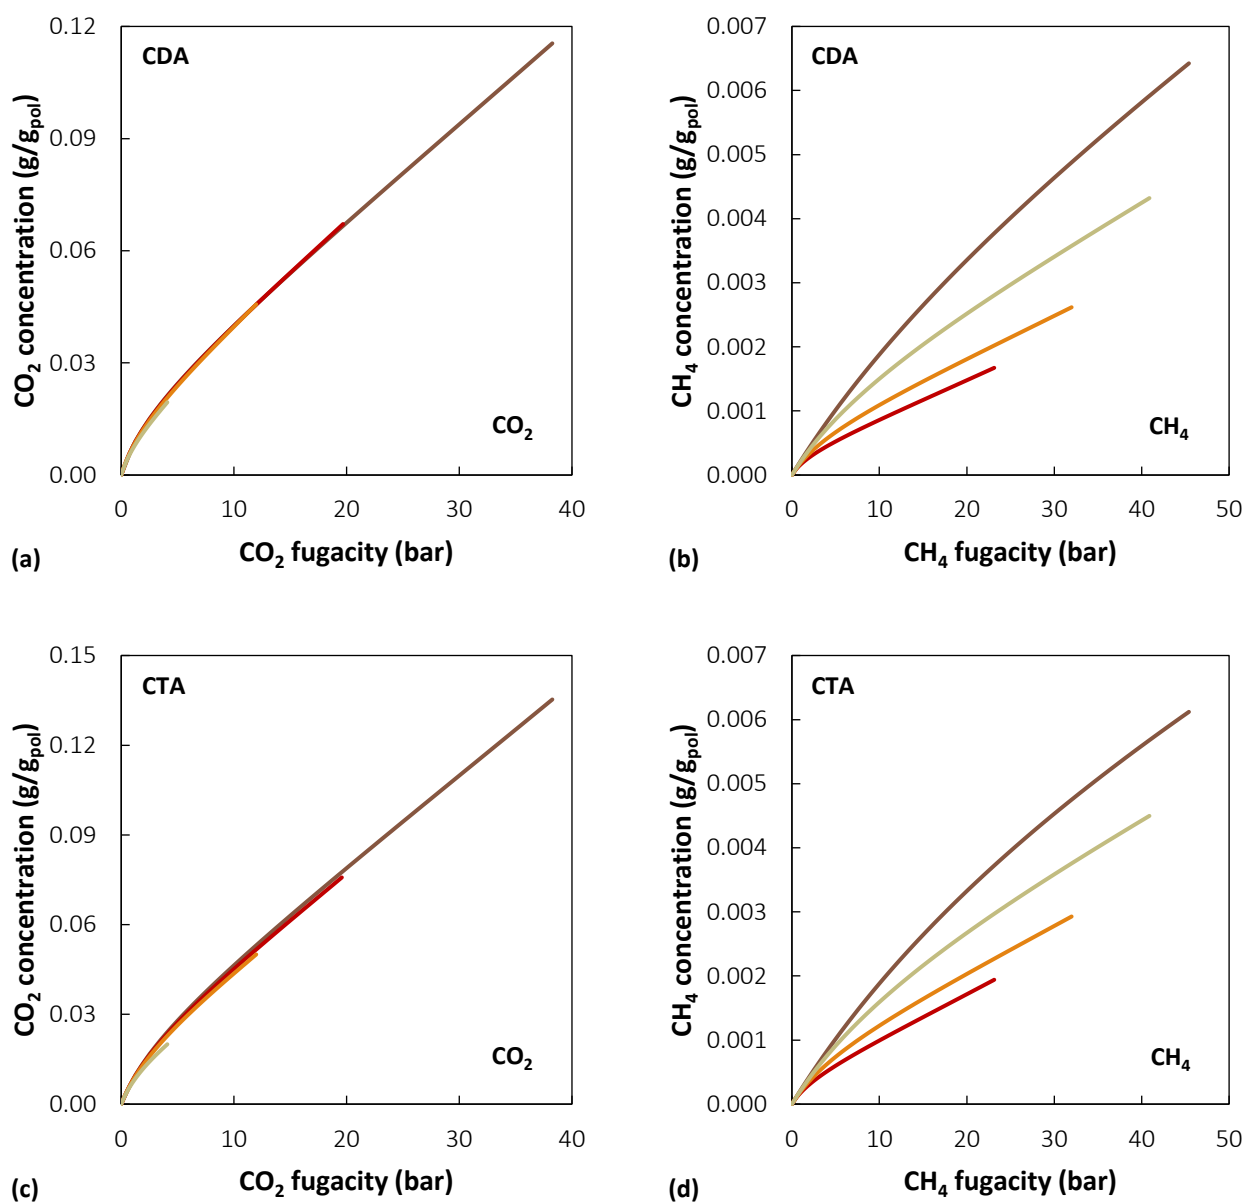 CDA
CO2 concentration (g/gpol)
0.12
0.09
0.06
0.03
0.00
CO2
0 10 20 30 40
CO2 fugacity (bar)
(a)
CDA
CH4 concentration (g/gpol)
0.007
0.006
0.005
0.004
0.003
0.002
0.001
0.000
CH4
0 10 20 30 40 50
CH4 fugacity (bar)
(b)
CTA
CO2 concentration (g/gpol)
0.15
0.12
0.09
0.06
0.03
0.00
CO2
0 10 20 30 40
CO2 fugacity (bar)
(c)
CTA
CH4 concentration (g/gpol)
0.007
0.006
0.005
0.004
0.003
0.002
0.001
0.000
CH4
0 10 20 30 40 50
CH4 fugacity (bar)
(d)